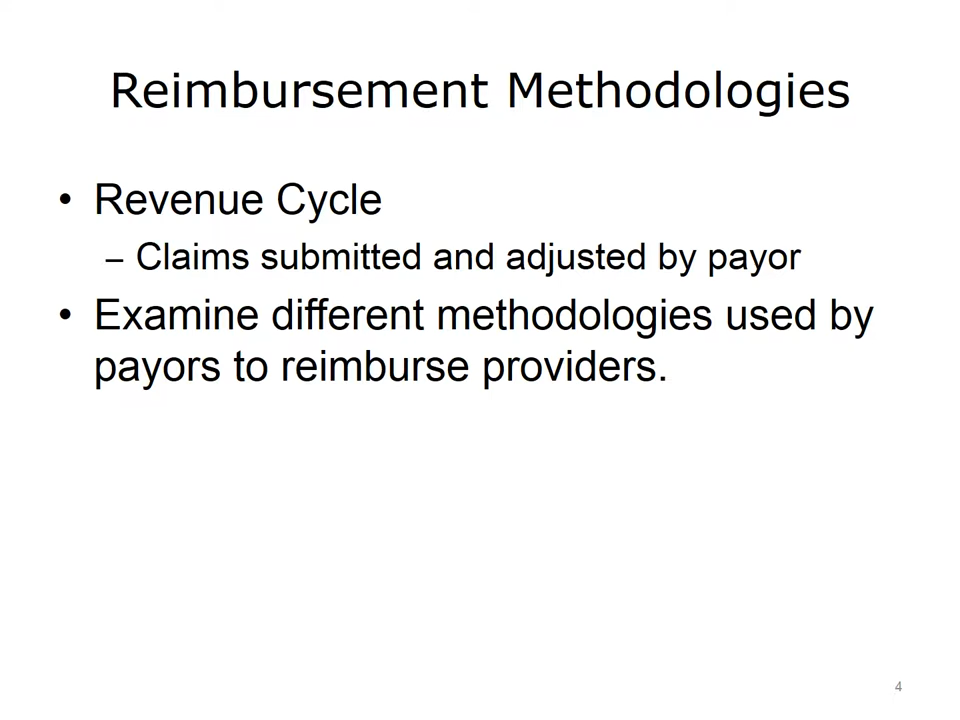 Reimbursement Methodologies
• Revenue Cycle
– Claims submitted and adjusted by payor
• Examine different methodologies used by
payors to reimburse providers.
4